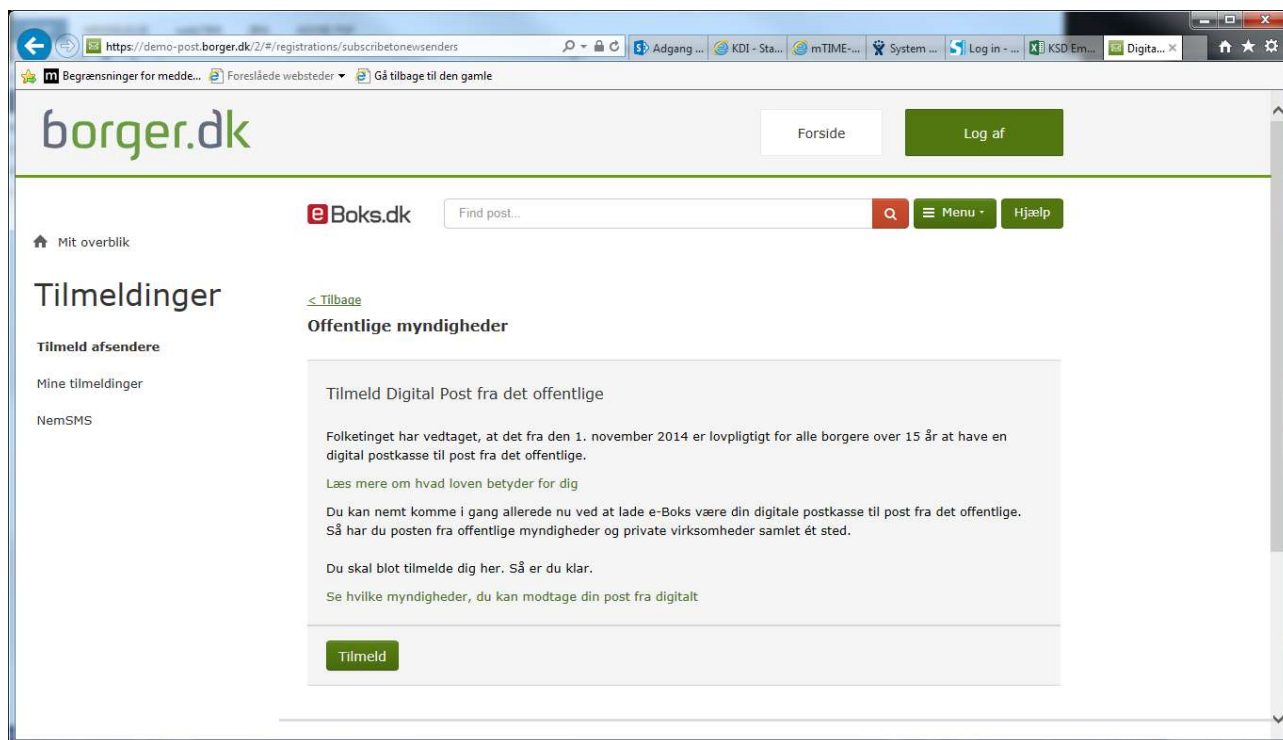 https://demo-post.borger.dk/2/#/registrations/subscribetonewsenders
Adgang ...
KDI - Sta...
mTIME-...
System ...
Log in - ...
KSD Em...
Digita...
Begrænsninger for medde...
Foreslåede websteder
Gå tilbage til den gamle
borger.dk
Forside
Log af
eBoks.dk
Find post...
Menu
Hjælp
Mit overblik
Tilmeldinger
Tilmeld afsendere
Mine tilmeldinger
NemSMS
< Tilbage
Offentlige myndigheder
Tilmeld Digital Post fra det offentlige
Folketinget har vedtaget, at det fra den 1. november 2014 er lovpligtigt for alle borgere over 15 år at have en
digital postkasse til post fra det offentlige.
Læs mere om hvad loven betyder for dig
Du kan nemt komme i gang allerede nu ved at lade e-Boks være din digitale postkasse til post fra det offentlige.
Så har du posten fra offentlige myndigheder og private virksomheder samlet ét sted.
Du skal blot tilmelde dig her. Så er du klar.
Se hvilke myndigheder, du kan modtage din post fra digitalt
Tilmeld